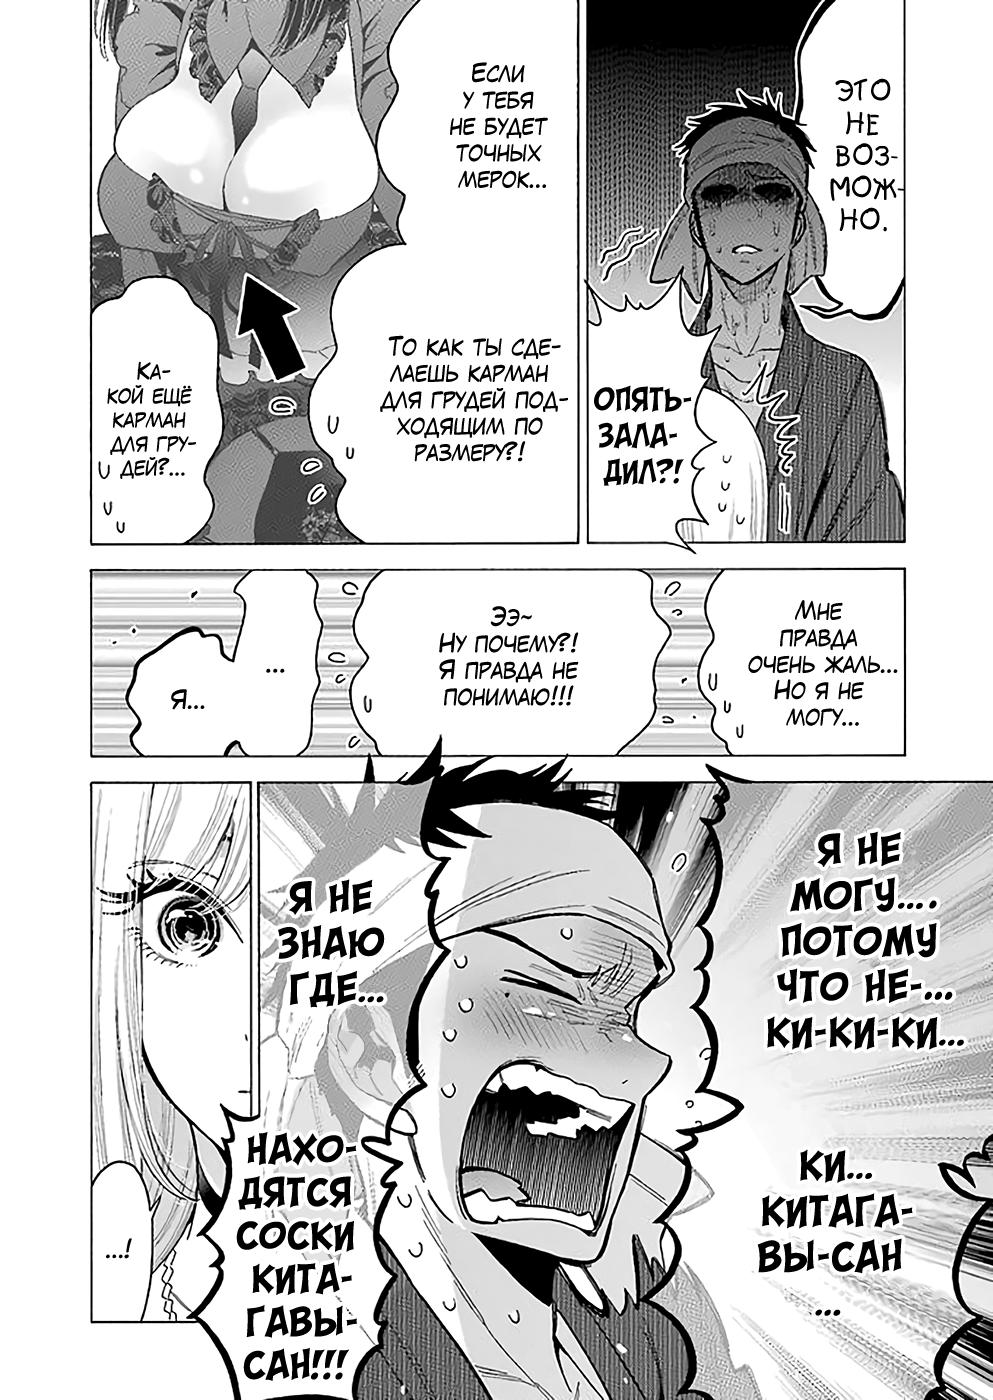 ЭТО
НЕ
ВОЗ-
МОЖ-
НО.
ОПЯТЬ-
ЗАЛА-
ДИЛ?!
ЕСЛИ
У ТЕБЯ
НЕ БУДЕТ
ТОЧНЫХ
МЕРОК...
ТО КАК ТЫ СДЕ-
ЛАЕШЬ КАРМАН
ДЛЯ ГРУДЕЙ ПОД-
ХОДЯЩИМ ПО
РАЗМЕРУ?!
КА-
КОЙ ЕЩЁ
КАРМАН
ДЛЯ ГРУ-
ДЕЙ?...
МНЕ
ПРАВДА
ОЧЕНЬ ЖАЛЬ...
НО Я НЕ
МОГУ...
ЭЭ~
НУ ПОЧЕМУ?!
Я ПРАВДА НЕ
ПОНИМАЮ!!!
...
Я...
Я НЕ
МОГУ....
ПОТОМУ
ЧТО НЕ-...
КИ-КИ-КИ...
КИ...
КИТАГА-
ВЫ-САН
...
Я НЕ
ЗНАЮ
ГДЕ...
НАХО-
ДЯТСЯ
СОСКИ
КИТА-
ГАВЫ-
САН!!!
...!